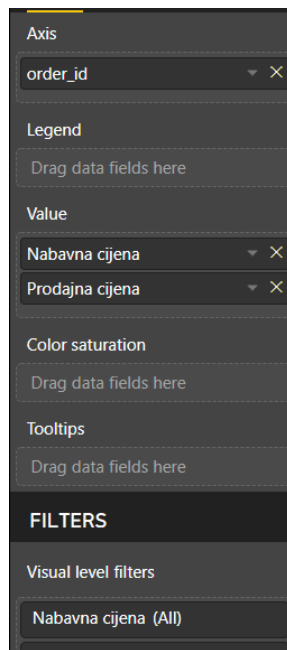 Axis
order_id
Legend
Drag data fields here
Value
Nabavna cijena
Prodajna cijena
Color saturation
Drag data fields here
Tooltips
Drag data fields here
FILTERS
Visual level filters
Nabavna cijena (All)